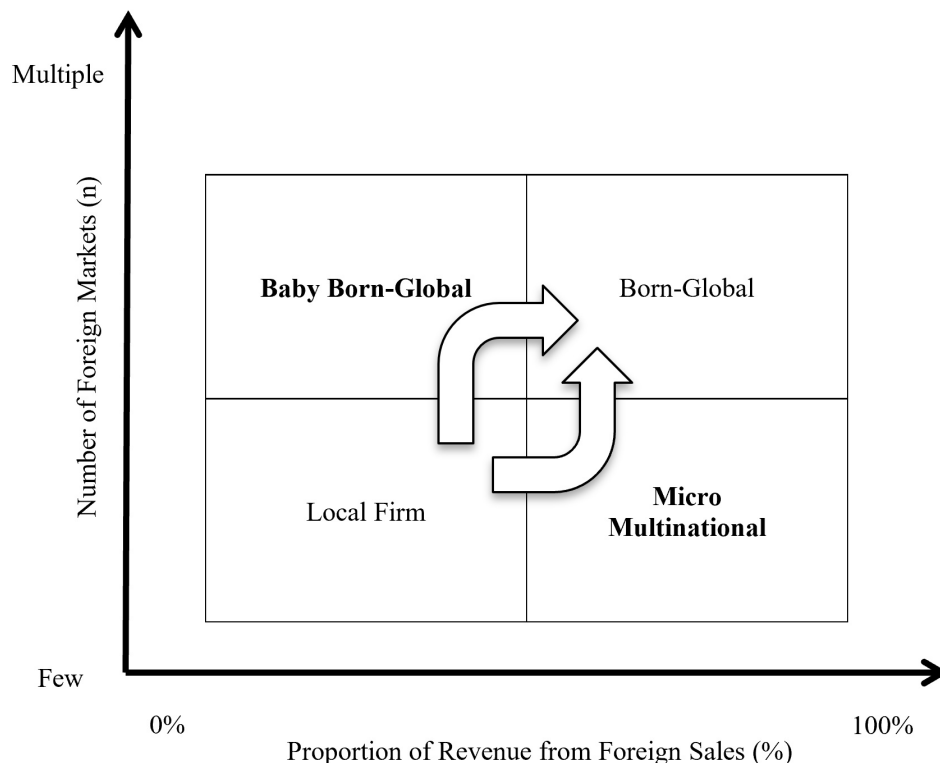 Multiple
Number of Foreign Markets (n)
Baby Born-Global
Born-Global
Local Firm
Micro
Multinational
Few
0%
100%
Proportion of Revenue from Foreign Sales (%)